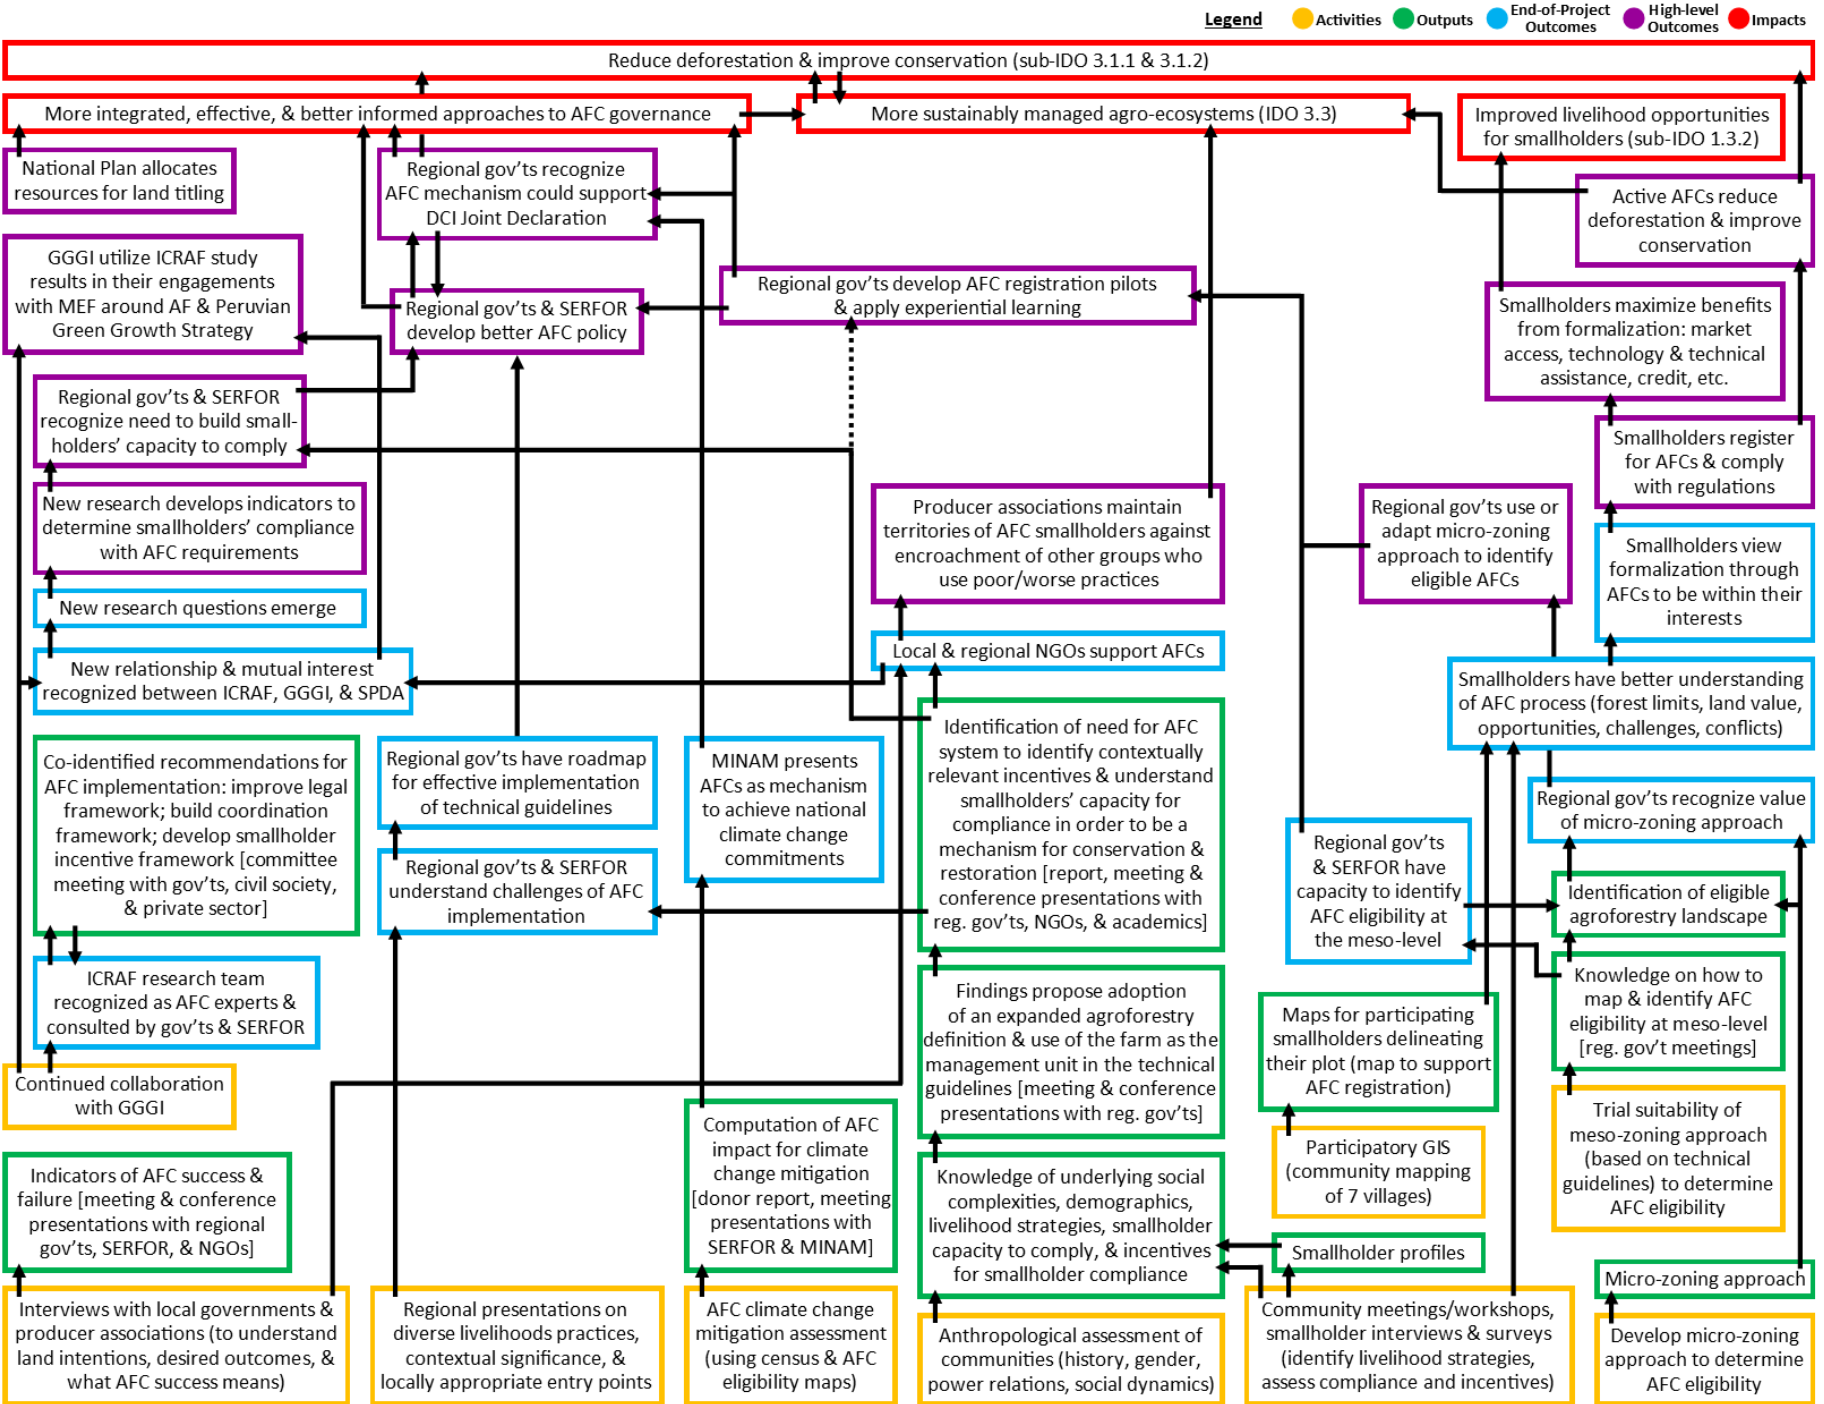 Legend
Activities
Outputs
End-of-Project
Outcomes
High-level
Outcomes
Impacts
Reduce deforestation & improve conservation (sub-IDO 3.1.1 & 3.1.2)
More integrated, effective, & better informed approaches to AFC governance
More sustainably managed agro-ecosystems (IDO 3.3)
Improved livelihood opportunities
for smallholders (sub-IDO 1.3.2)
National Plan allocates
resources for land titling
Regional gov'ts recognize
AFC mechanism could support
DCI Joint Declaration
Active AFCs reduce
deforestation & improve
conservation
GGGI utilize ICRAF study
results in their engagements
with MEF around AF & Peruvian
Green Growth Strategy
Regional gov'ts & SERFOR
develop better AFC policy
Regional gov'ts develop AFC registration pilots
& apply experiential learning
Smallholders maximize benefits
from formalization: market
access, technology & technical
assistance, credit, etc.
Regional gov'ts & SERFOR
recognize need to build small-
holders' capacity to comply
Smallholders register
for AFCs & comply
with regulations
New research develops indicators to
determine smallholders' compliance
with AFC requirements
Producer associations maintain
territories of AFC smallholders against
encroachment of other groups who
use poor/worse practices
Regional gov'ts use or
adapt micro-zoning
approach to identify
eligible AFCs
Smallholders view
formalization through
AFCs to be within their
interests
New research questions emerge
Local & regional NGOs support AFCs
New relationship & mutual interest
recognized between ICRAF, GGGI, & SPDA
Smallholders have better understanding
of AFC process (forest limits, land value,
opportunities, challenges, conflicts)
Co-identified recommendations for
AFC implementation: improve legal
framework; build coordination
framework; develop smallholder
incentive framework [committee
meeting with gov'ts, civil society,
& private sector]
Regional gov'ts have roadmap
for effective implementation
of technical guidelines
MINAM presents
AFCs as mechanism
to achieve national
climate change
commitments
Identification of need for AFC
system to identify contextually
relevant incentives & understand
smallholders' capacity for
compliance in order to be a
mechanism for conservation &
restoration [report, meeting &
conference presentations with
reg. gov'ts, NGOs, & academics]
Regional gov'ts recognize value
of micro-zoning approach
Regional gov'ts & SERFOR
understand challenges of AFC
implementation
Regional gov'ts
& SERFOR have
capacity to identify
AFC eligibility at
the meso-level
Identification of eligible
agroforestry landscape
ICRAF research team
recognized as AFC experts &
consulted by gov'ts & SERFOR
Findings propose adoption
of an expanded agroforestry
definition & use of the farm as the
management unit in the technical
guidelines [meeting & conference
presentations with reg. gov'ts]
Maps for participating
smallholders delineating
their plot (map to support
AFC registration)
Knowledge on how to
map & identify AFC
eligibility at meso-level
[reg. gov't meetings]
Continued collaboration
with GGGI
Computation of AFC
impact for climate
change mitigation
[donor report, meeting
presentations with
SERFOR & MINAM]
Participatory GIS
(community mapping
of 7 villages)
Trial suitability of
meso-zoning approach
(based on technical
guidelines) to determine
AFC eligibility
Indicators of AFC success &
failure [meeting & conference
presentations with regional
gov'ts, SERFOR, & NGOs]
Knowledge of underlying social
complexities, demographics,
livelihood strategies, smallholder
capacity to comply, & incentives
for smallholder compliance
Smallholder profiles
Micro-zoning approach
Interviews with local governments &
producer associations (to understand
land intentions, desired outcomes, &
what AFC success means)
Regional presentations on
diverse livelihoods practices,
contextual significance, &
locally appropriate entry points
AFC climate change
mitigation assessment
(using census & AFC
eligibility maps)
Anthropological assessment of
communities (history, gender,
power relations, social dynamics)
Community meetings/workshops,
smallholder interviews & surveys
(identify livelihood strategies,
assess compliance and incentives)
Develop micro-zoning
approach to determine
AFC eligibility